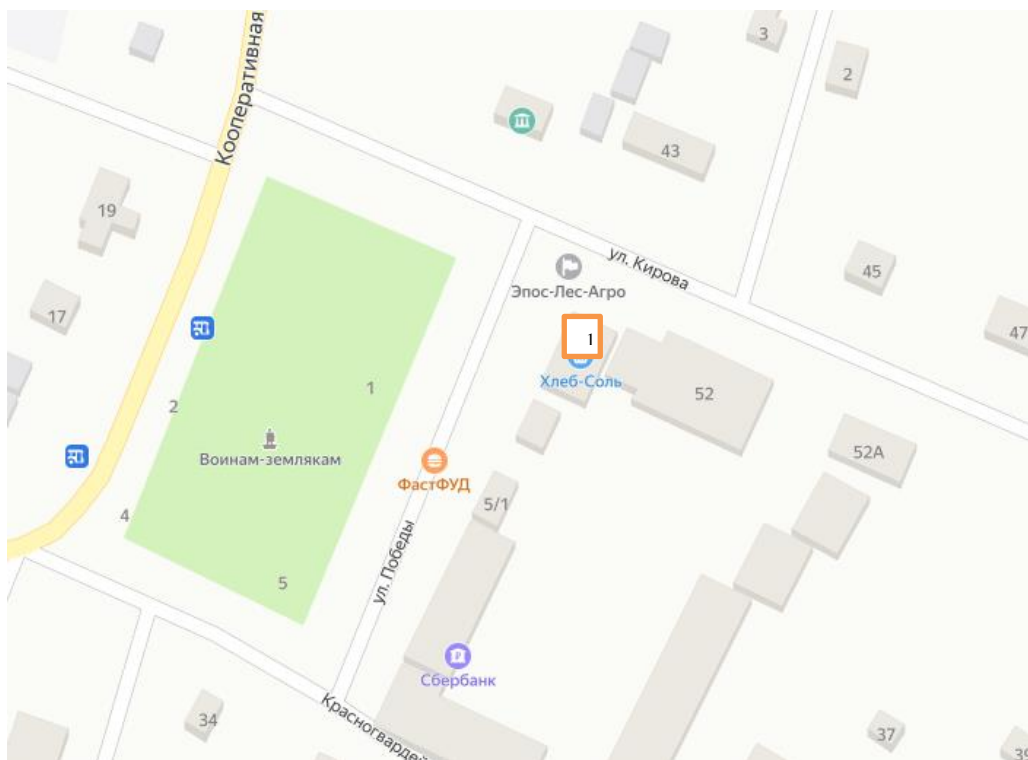 Кооперативная
3
2
43
19
ул. Кирова
45
Эпос-Лес-Агро
17
47
1
Хлеб-Соль
1
52
2
Воинам-землякам
52А
ФастФУД
5/1
4
ул. Победы
5
Сбербанк
34
Красногвардей
37
39